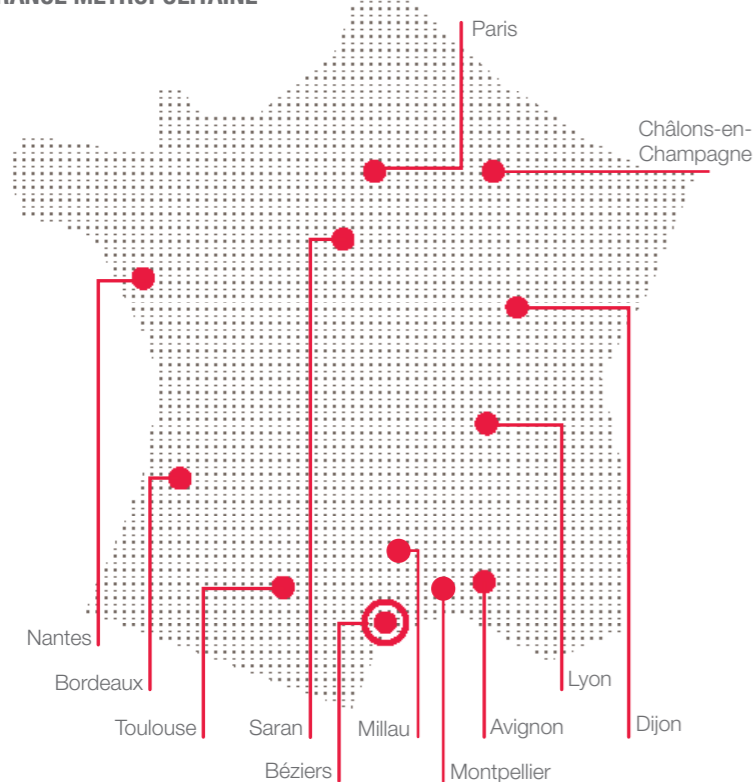 Paris
Châlons-en-
Champagne
Nantes
Bordeaux
Lyon
Toulouse
Saran
Millau
Avignon
Dijon
Béziers
Montpellier